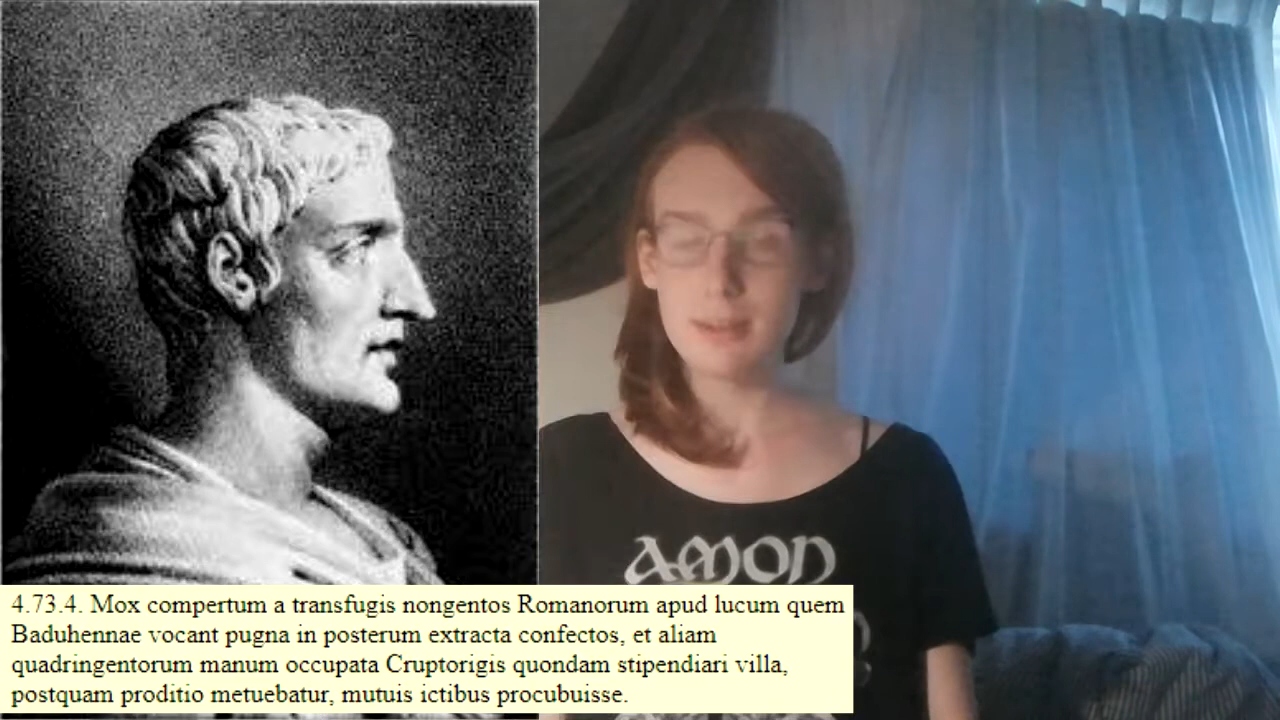 AMON
4.73.4. Mox compertum a transfugis nongentos Romanorum apud lucum quem
Baduhennae vocant pugna in posterum extracta confectos, et aliam
quadringentorum manum occupata Cruptorigis quondam stipendiari villa,
postquam proditio metuebatur, mutuis ictibus procubuisse.